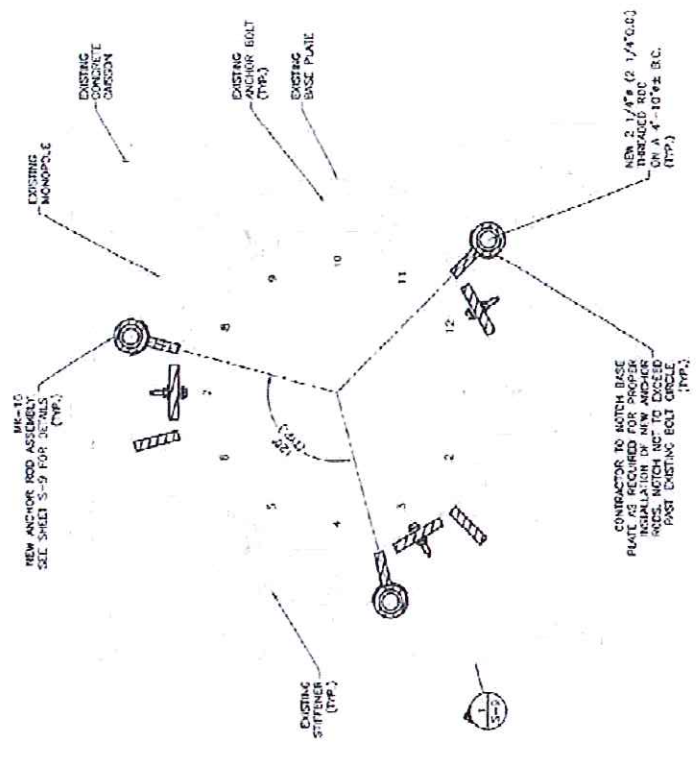 EXISTING
CONCRETE
CAISSON
EXISTING
MONOPOLE
EXISTING
ANCHOR BOLT
(TYP.)
EXISTING
BASE PLATE
NEW 2 1/4"ø (2 1/4"O.D.)
THREADED ROD
ON A 4'-10"ø± B.C.
(TYP.)
MK-16
NEW ANCHOR ROD ASSEMBLY.
SEE SHEET S-9 FOR DETAILS
(TYP.)
8
9
10
11
12
7
6
5
4
3
2
120°
(TYP.)
CONTRACTOR TO NOTCH BASE
PLATE AS REQUIRED FOR PROPER
INSTALLATION OF NEW ANCHOR
RODS. NOTCH NOT TO EXCEED
PAST EXISTING BOLT CIRCLE
(TYP.)
EXISTING
STIFFENER
(TYP.)
1
S-9